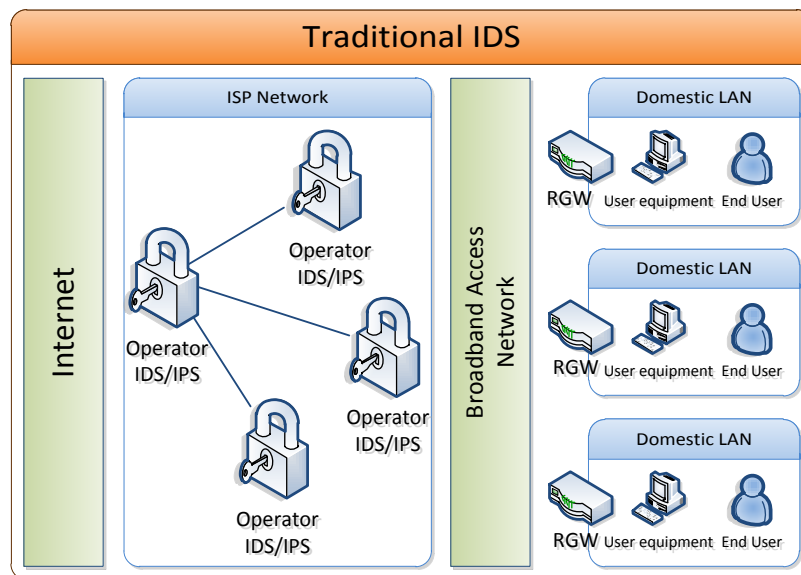 Traditional IDS
Internet
ISP Network
Operator
IDS/IPS
Operator
IDS/IPS
Operator
IDS/IPS
Operator
IDS/IPS
Broadband Access
Network
Domestic LAN
RGW
User equipment
End User
Domestic LAN
RGW
User equipment
End User
Domestic LAN
RGW
User equipment
End User